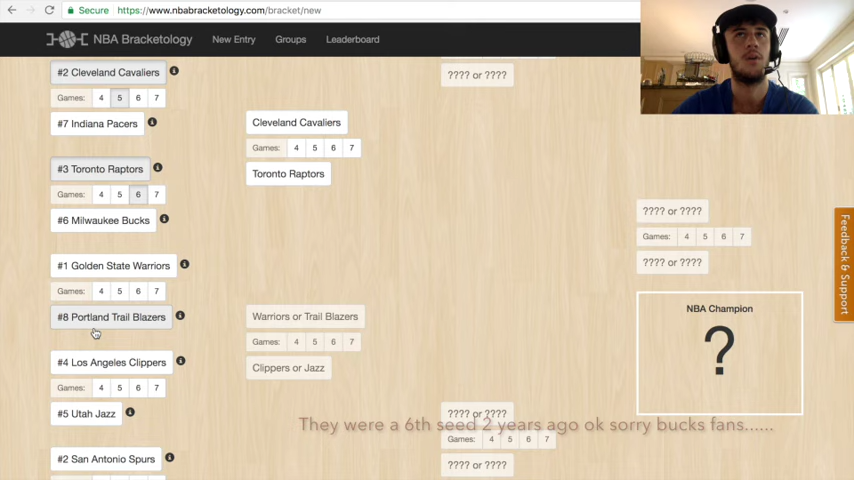 Secure https://www.nbabracketology.com/bracket/new
NBA Bracketology New Entry Groups Leaderboard
#2 Cleveland Cavaliers
Games: 4 5 6 7
#7 Indiana Pacers
#3 Toronto Raptors
Games: 4 5 6 7
#6 Milwaukee Bucks
#1 Golden State Warriors
Games: 4 5 6 7
#8 Portland Trail Blazers
#4 Los Angeles Clippers
Games: 4 5 6 7
#5 Utah Jazz
#2 San Antonio Spurs
Cleveland Cavaliers
Games: 4 5 6 7
Toronto Raptors
Warriors or Trail Blazers
Games: 4 5 6 7
Clippers or Jazz
???? or ????
???? or ????
Games: 4 5 6 7
???? or ????
???? or ????
Games: 4 5 6 7
???? or ????
NBA Champion
?
Feedback & Support
They were a 6th seed 2 years ago ok sorry bucks fans......